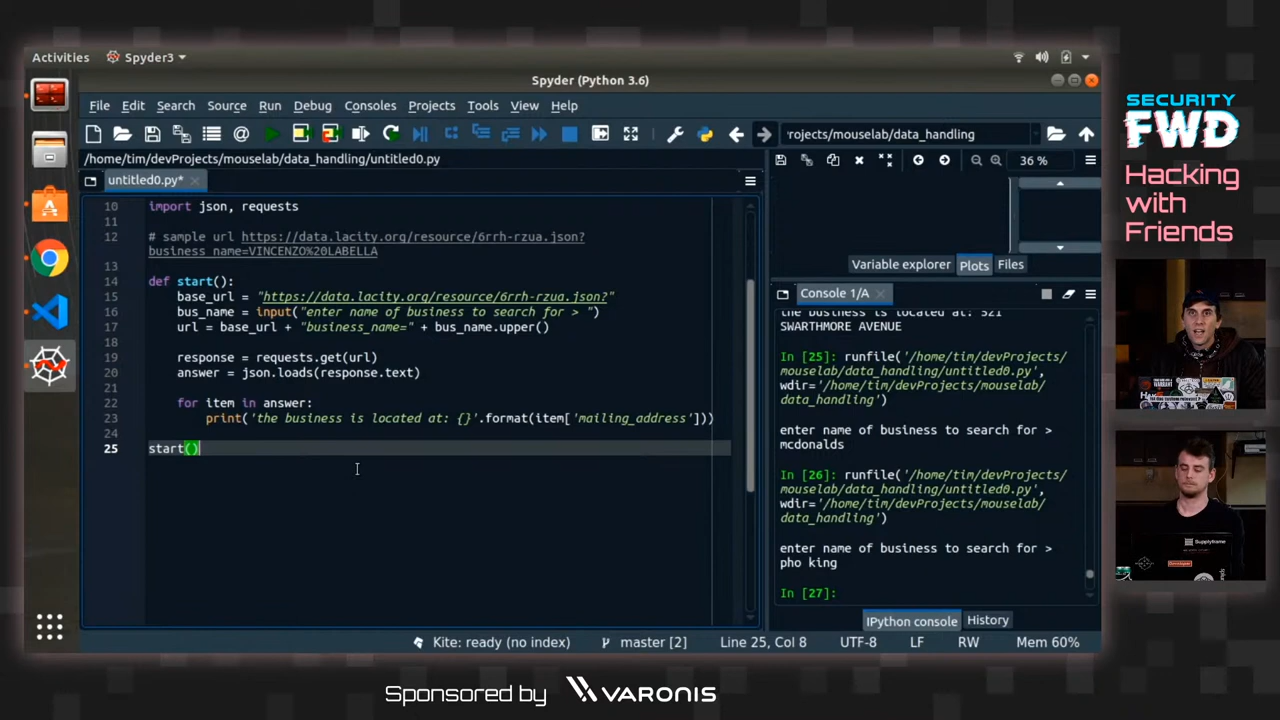 Activities
Spyder3
Spyder (Python 3.6)
File Edit Search Source Run Debug Consoles Projects Tools View Help
rojects/mouselab/data_handling
/home/tim/devProjects/mouselab/data_handling/untitled0.py
36 %
untitled0.py*
10 import json, requests
11
12 # sample url https://data.lacity.org/resource/6rrh-rzua.json?
business_name=VINCENZO%20LABELLA
13
14 def start():
15 base_url = "https://data.lacity.org/resource/6rrh-rzua.json?"
16 bus_name = input("enter name of business to search for > ")
17 url = base_url + "business_name=" + bus_name.upper()
18
19 response = requests.get(url)
20 answer = json.loads(response.text)
21
22 for item in answer:
23 print('the business is located at: {}'.format(item['mailing_address']))
24
25 start()
Variable explorer Plots Files
Console 1/A
the business is located at: 521
SWARTHMORE AVENUE
In [25]: runfile('/home/tim/devProjects/
mouselab/data_handling/untitled0.py',
wdir='/home/tim/devProjects/mouselab/
data_handling')
enter name of business to search for >
mcdonalds
In [26]: runfile('/home/tim/devProjects/
mouselab/data_handling/untitled0.py',
wdir='/home/tim/devProjects/mouselab/
data_handling')
enter name of business to search for >
pho king
In [27]:
IPython console History
Kite: ready (no index) master [2] Line 25, Col 8 UTF-8 LF RW Mem 60%
SECURITY
FWD
Hacking
with
Friends
Supplyframe
Sponsored by VARONIS